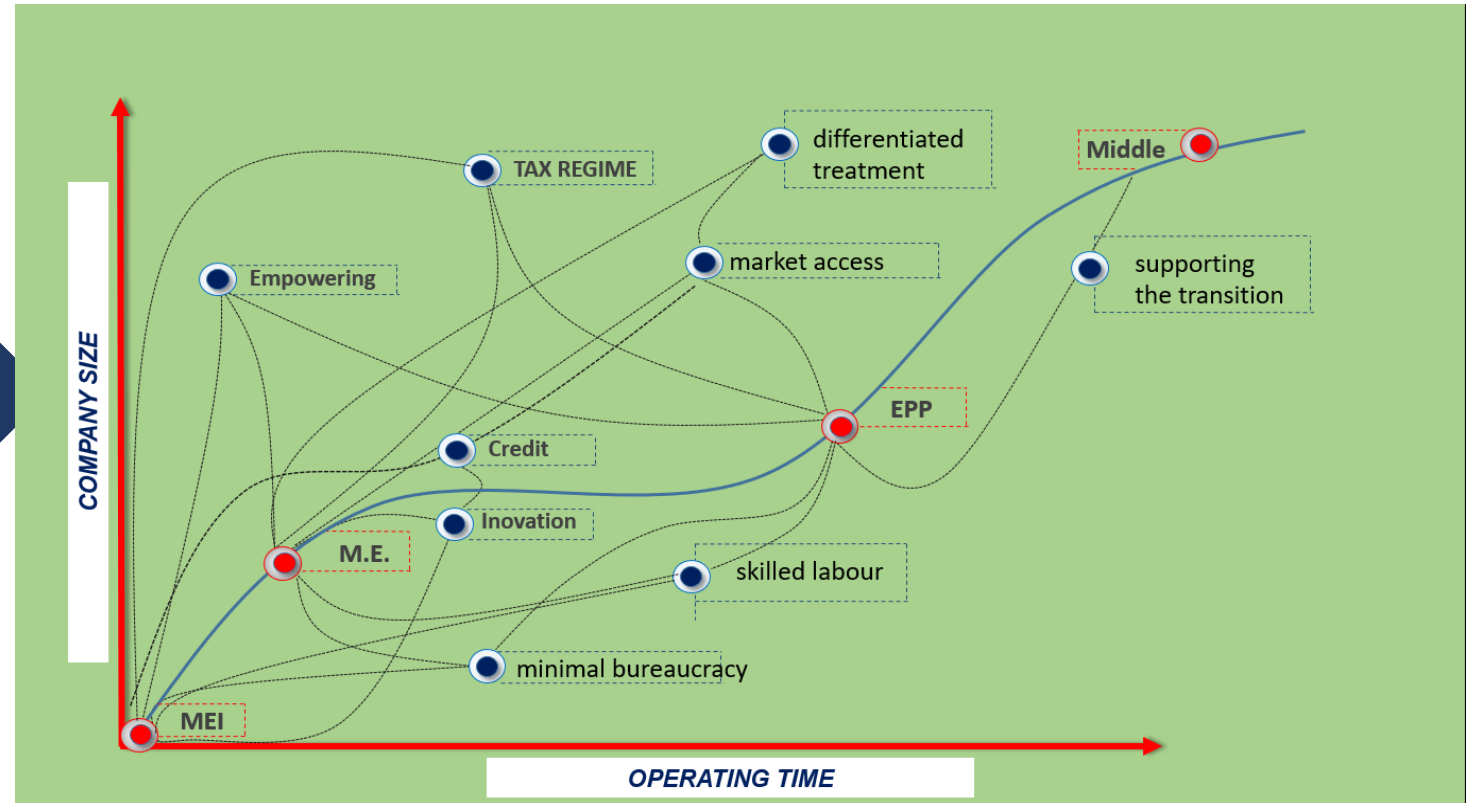 differentiated
treatment
Middle
TAX REGIME
market access
supporting
the transition
Empowering
COMPANY SIZE
EPP
Credit
Inovation
M.E.
skilled labour
minimal bureaucracy
MEI
OPERATING TIME